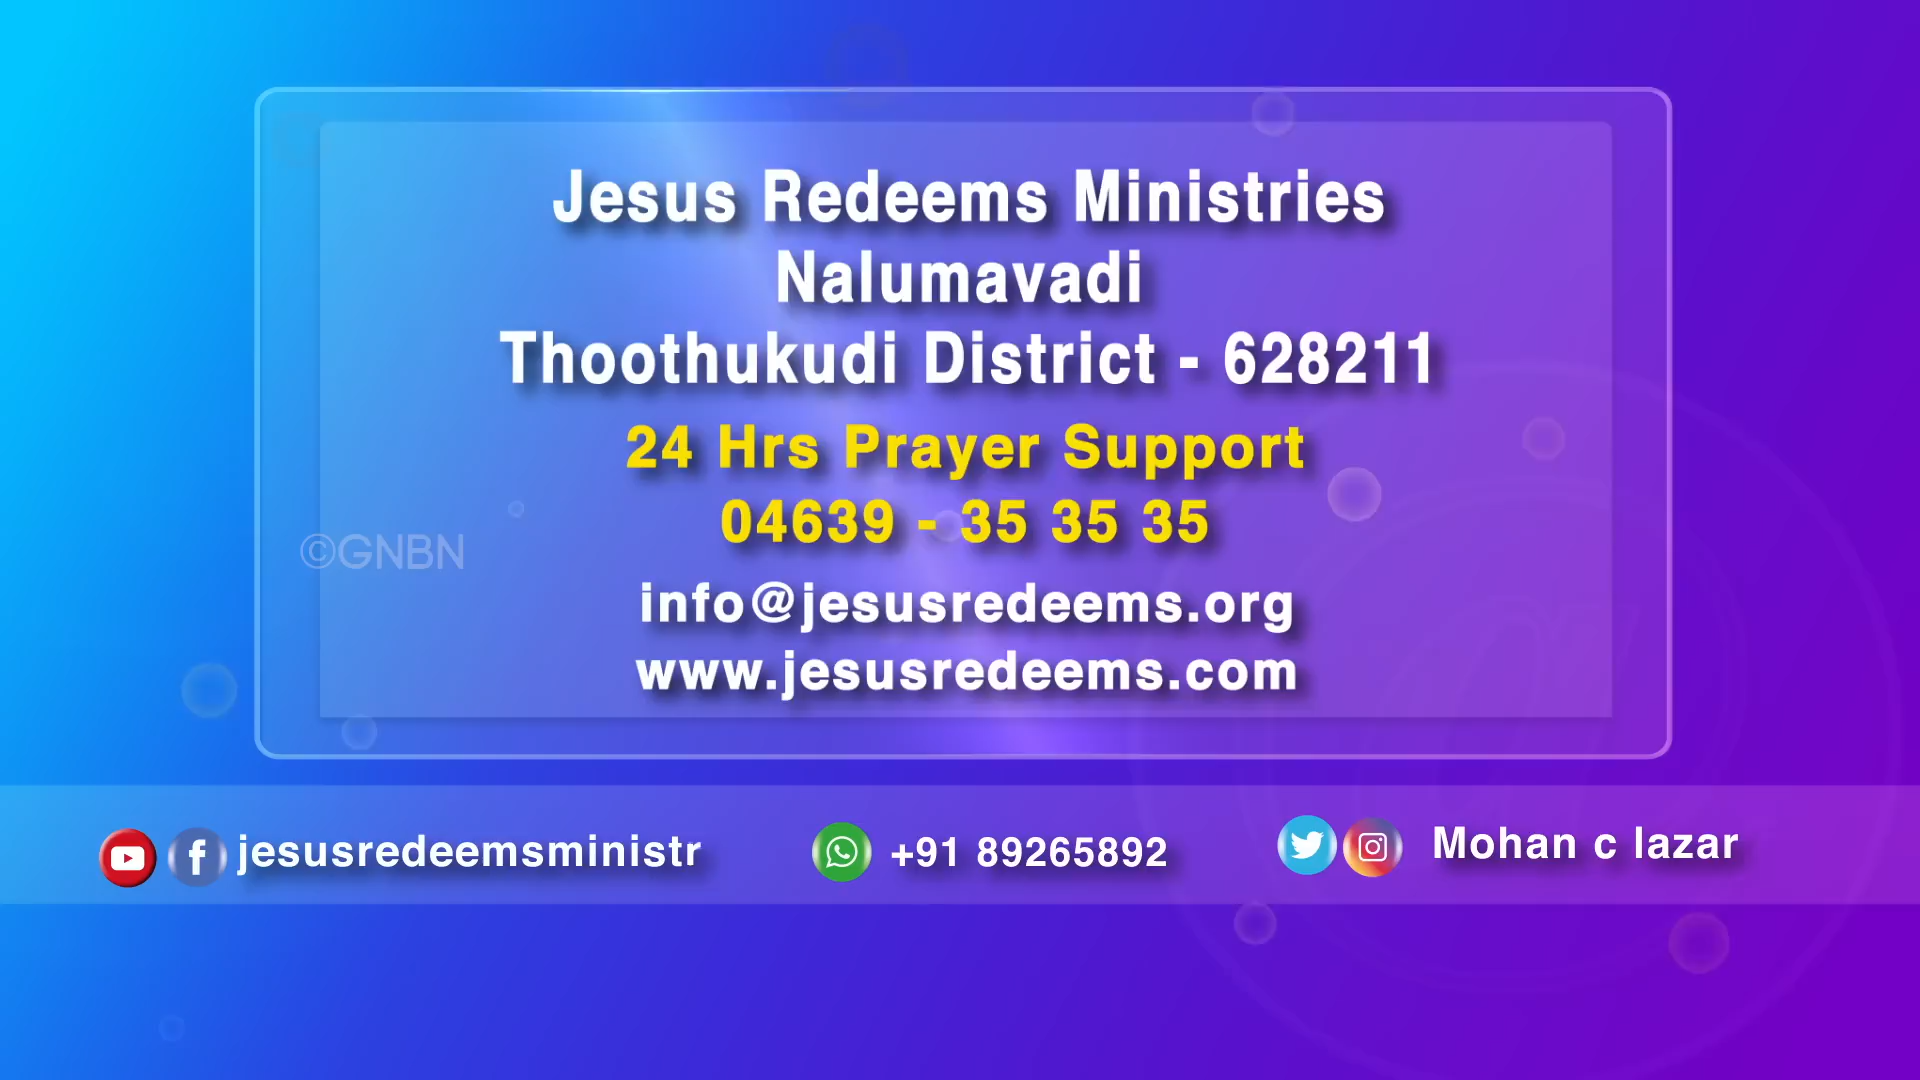 Jesus Redeems Ministries
Nalumavadi
Thoothukudi District - 628211
24 Hrs Prayer Support
04639 - 35 35 35
©GNBN
info@jesusredeems.org
www.jesusredeems.com
jesusredeemsministr
+91 89265892
Mohan c lazar